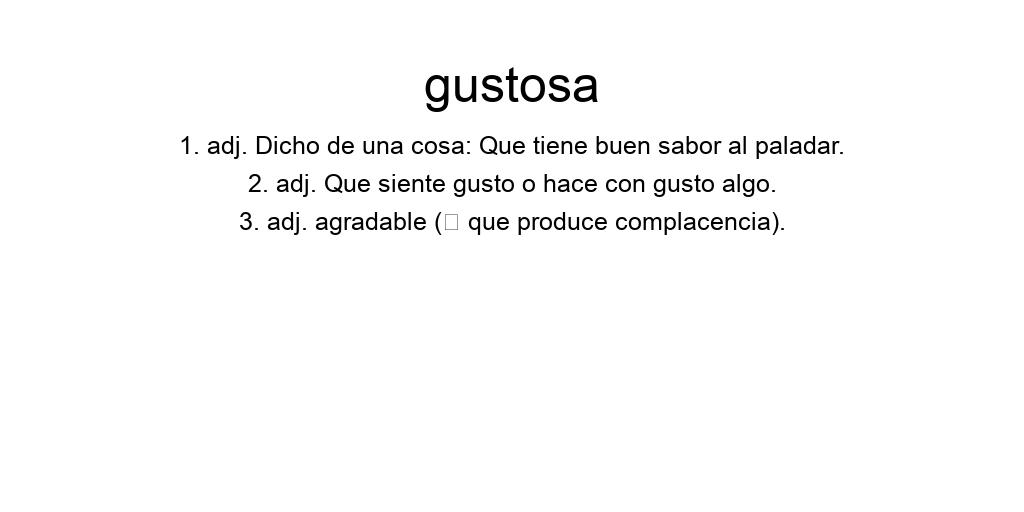 gustosa
1. adj. Dicho de una cosa: Que tiene buen sabor al paladar.
2. adj. Que siente gusto o hace con gusto algo.
3. adj. agradable ( que produce complacencia).